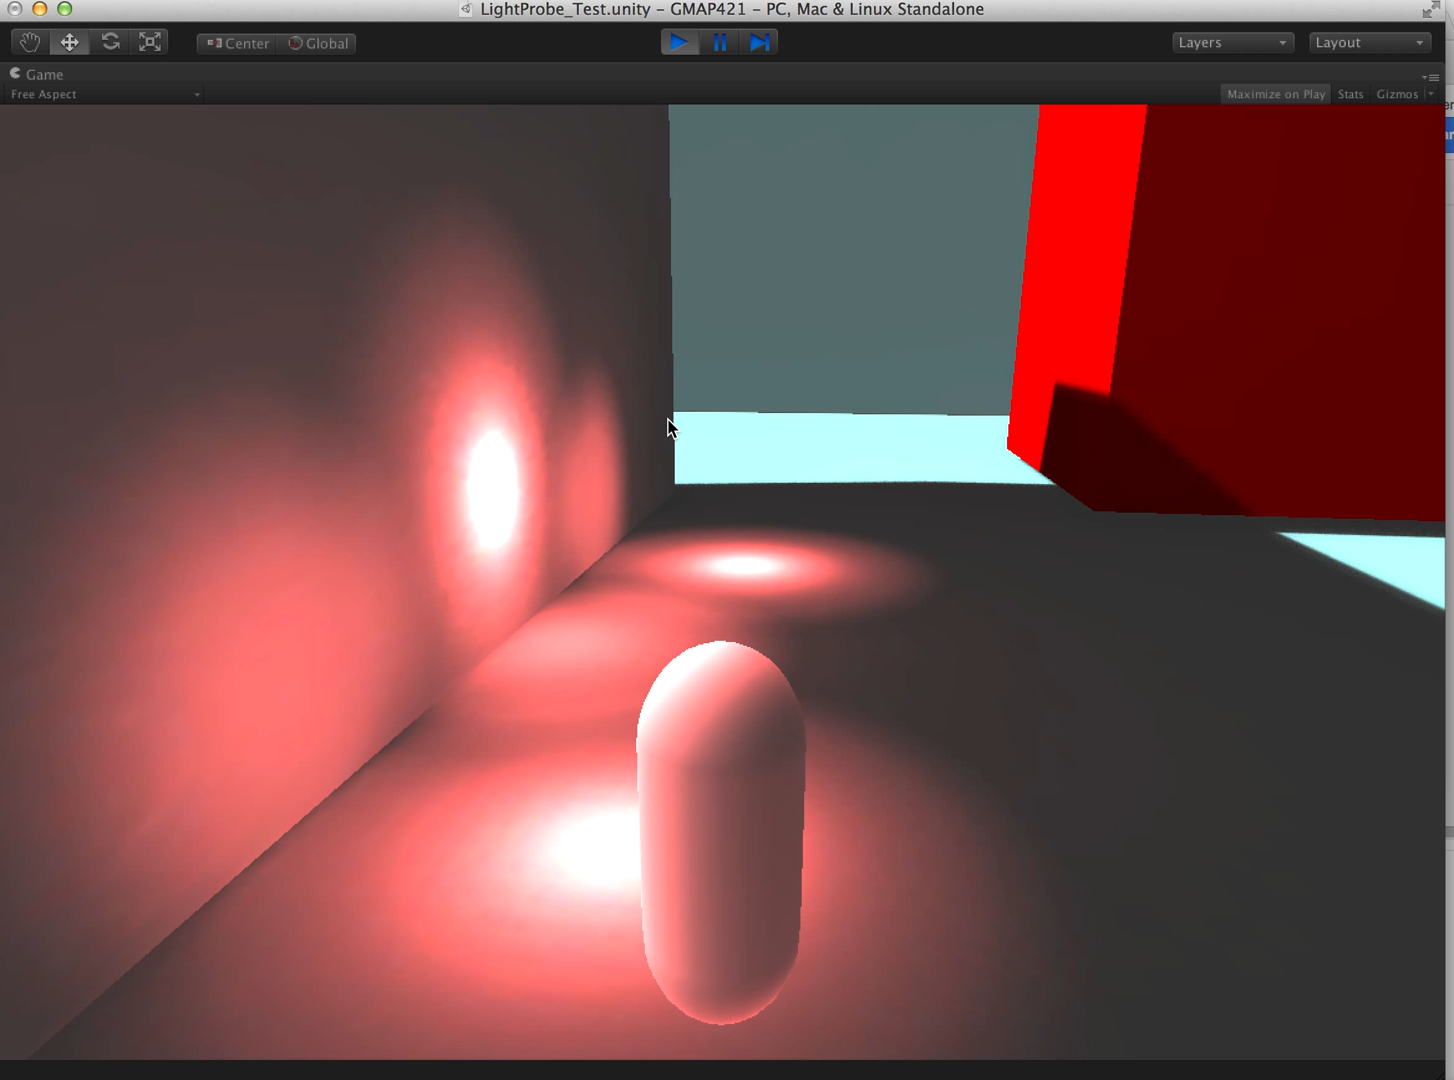 LightProbe_Test.unity – GMAP421 – PC, Mac & Linux Standalone
Center Global Layers Layout
Game
Free Aspect Maximize on Play Stats Gizmos